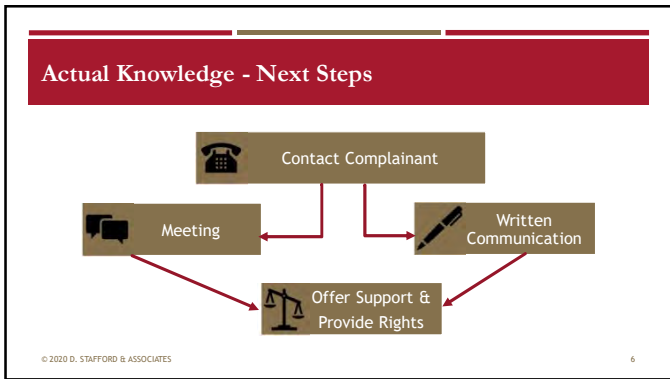 Actual Knowledge - Next Steps
Contact Complainant
Meeting
Written
Communication
Offer Support &
Provide Rights
© 2020 D. STAFFORD & ASSOCIATES
6